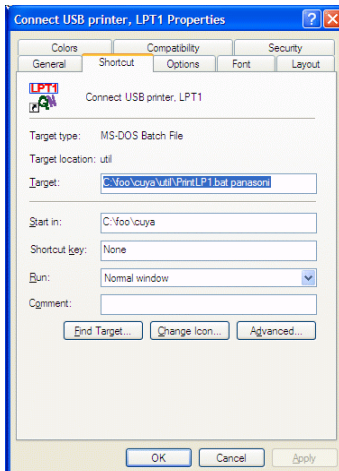 Connect USB printer, LPT1 Properties
Colors Compatibility Security
General Shortcut Options Font Layout
LPT1
Connect USB printer, LPT1
Target type: MS-DOS Batch File
Target location: util
Target: C:\foo\cuya\util\PrintLP1.bat panasoni
Start in: C:\foo\cuya
Shortcut key: None
Run: Normal window
Comment:
Find Target... Change Icon... Advanced...
OK Cancel Apply